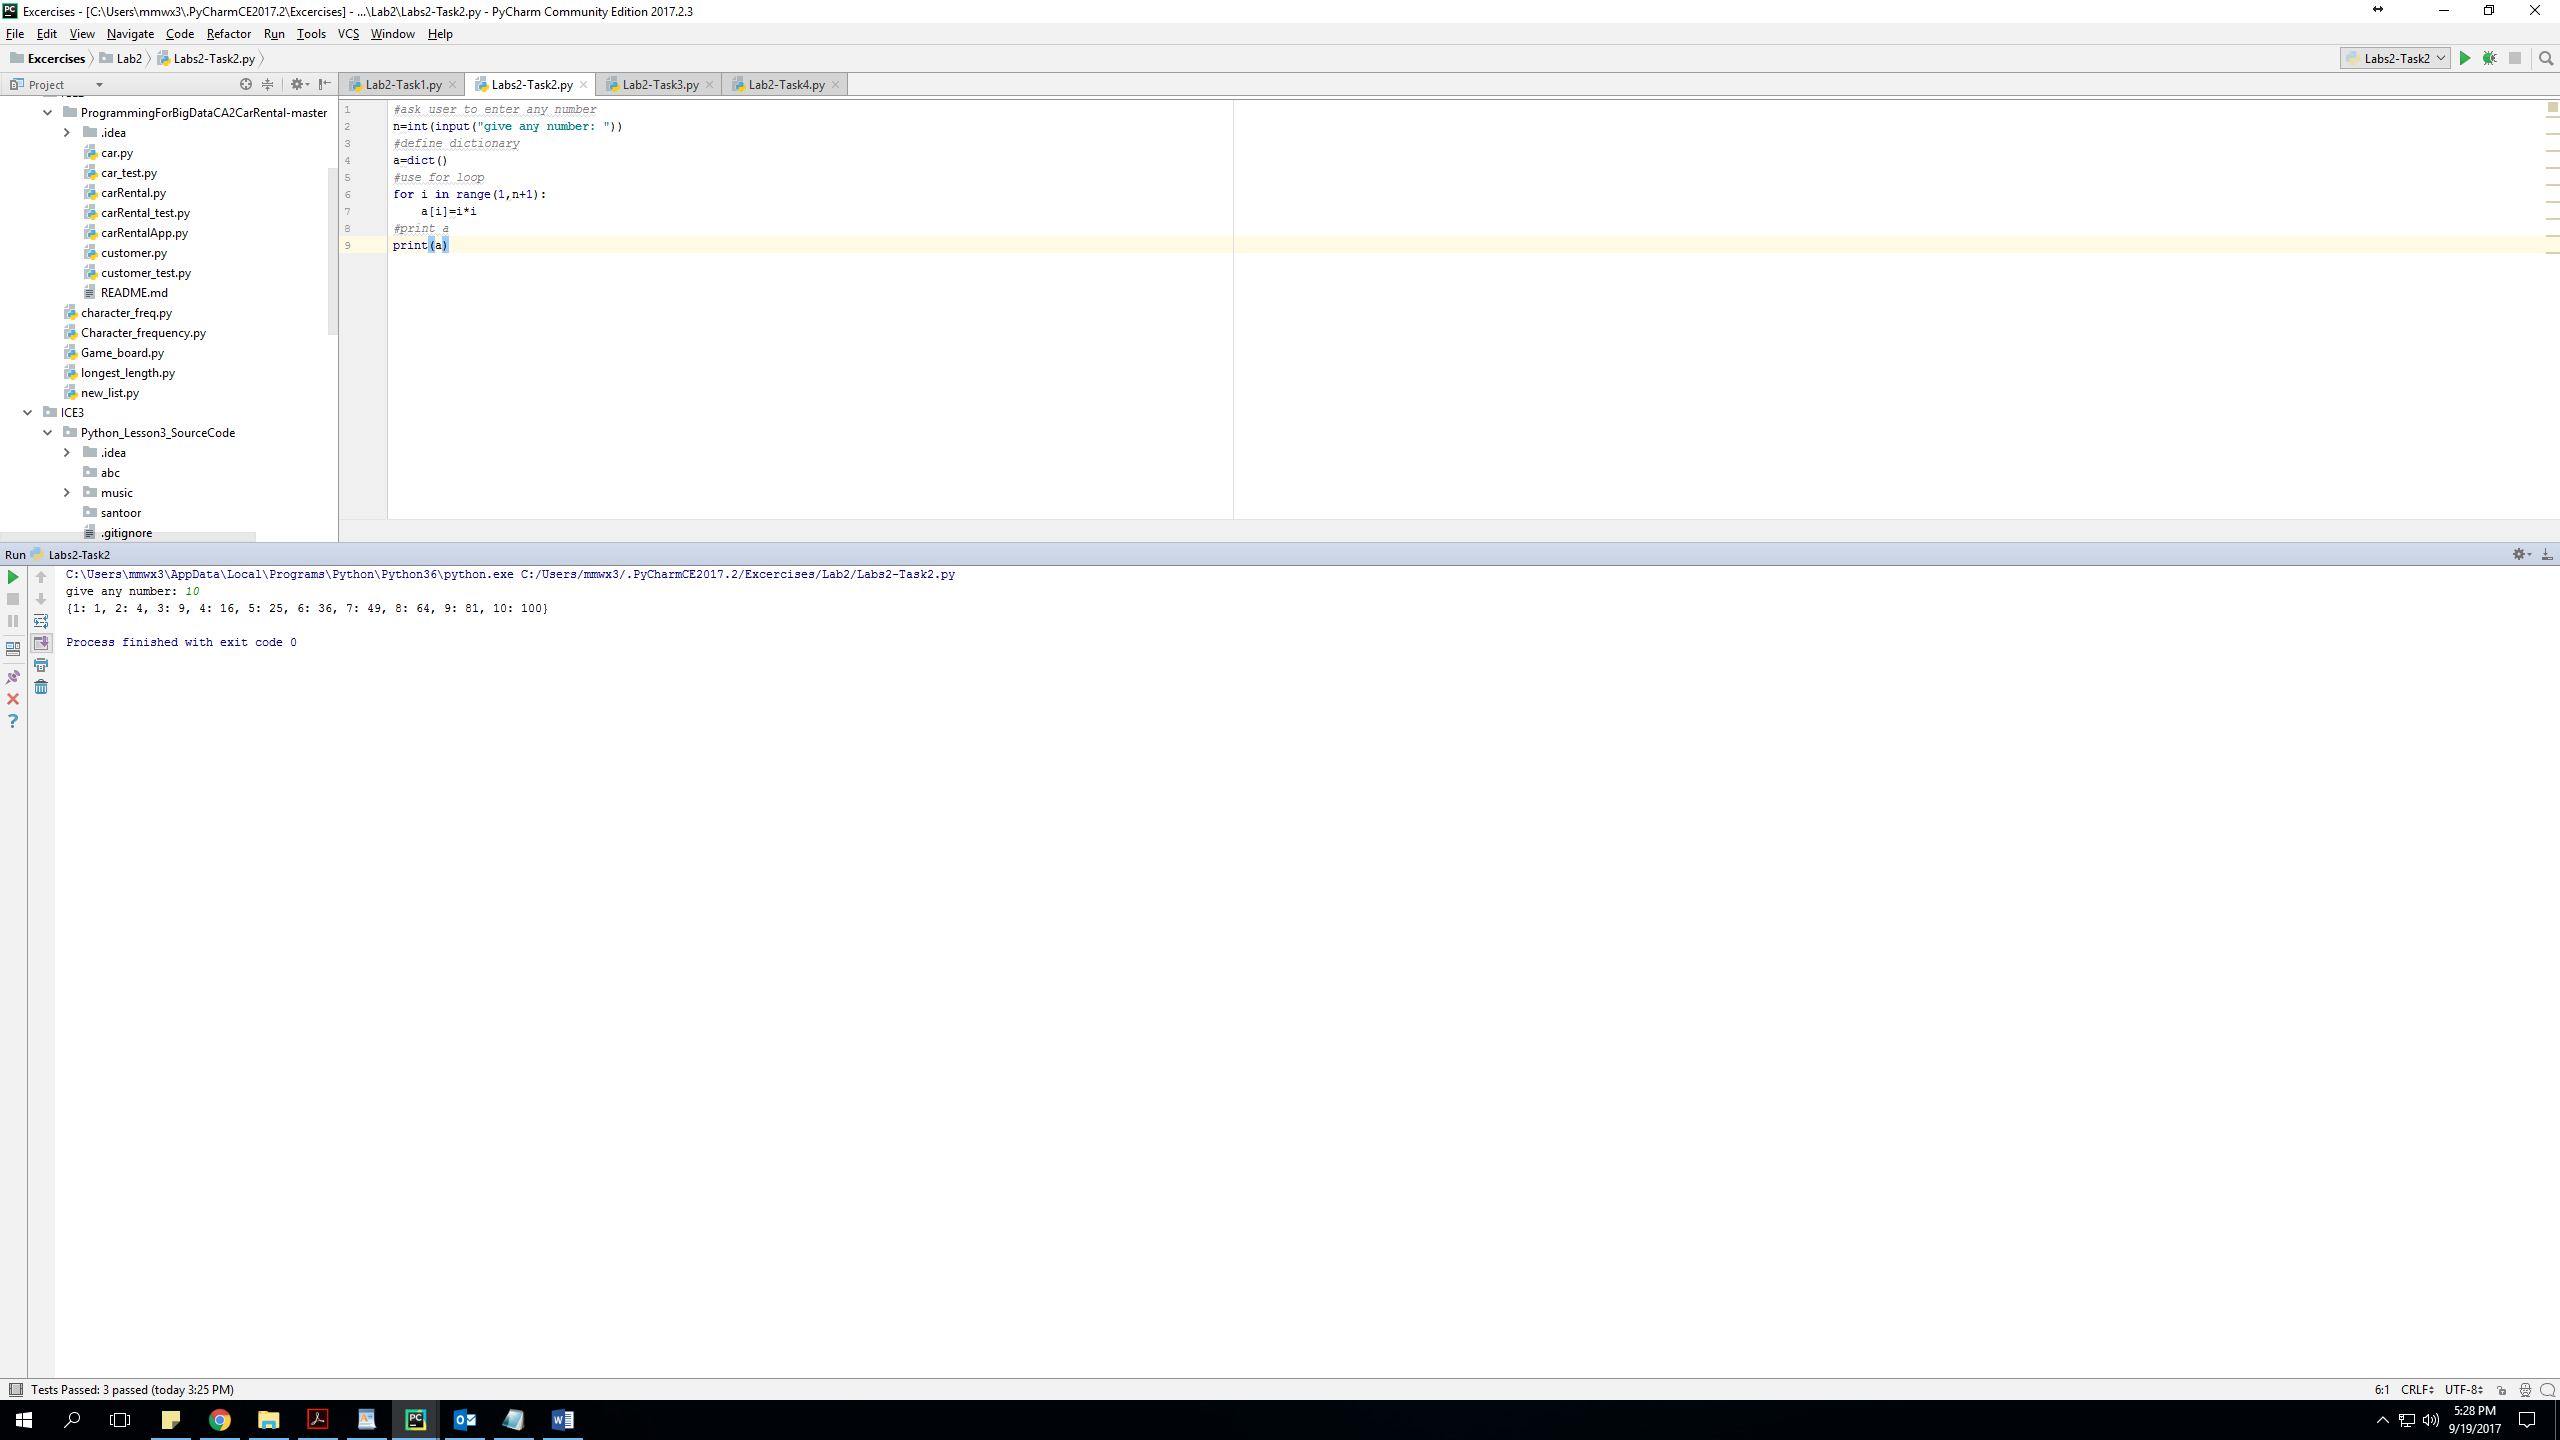 Excercises - [C:\Users\mmwx3\.PyCharmCE2017.2\Excercises] - ...\Lab2\Labs2-Task2.py - PyCharm Community Edition 2017.2.3
File Edit View Navigate Code Refactor Run Tools VCS Window Help
Excercises Lab2 Labs2-Task2.py Labs2-Task2
Project Lab2-Task1.py Labs2-Task2.py Lab2-Task3.py Lab2-Task4.py
ProgrammingForBigDataCA2CarRental-master
.idea
car.py
car_test.py
carRental.py
carRental_test.py
carRentalApp.py
customer.py
customer_test.py
README.md
character_freq.py
Character_frequency.py
Game_board.py
longest_length.py
new_list.py
ICE3
Python_Lesson3_SourceCode
.idea
abc
music
santoor
.gitignore
1 #ask user to enter any number
2 n=int(input("give any number: "))
3 #define dictionary
4 a=dict()
5 #use for loop
6 for i in range(1,n+1):
7 a[i]=i*i
8 #print a
9 print(a)
Run Labs2-Task2
C:\Users\mmwx3\AppData\Local\Programs\Python\Python36\python.exe C:/Users/mmwx3/.PyCharmCE2017.2/Excercises/Lab2/Labs2-Task2.py
give any number: 10
{1: 1, 2: 4, 3: 9, 4: 16, 5: 25, 6: 36, 7: 49, 8: 64, 9: 81, 10: 100}
Process finished with exit code 0
Tests Passed: 3 passed (today 3:25 PM) 6:1 CRLF UTF-8
5:28 PM
9/19/2017